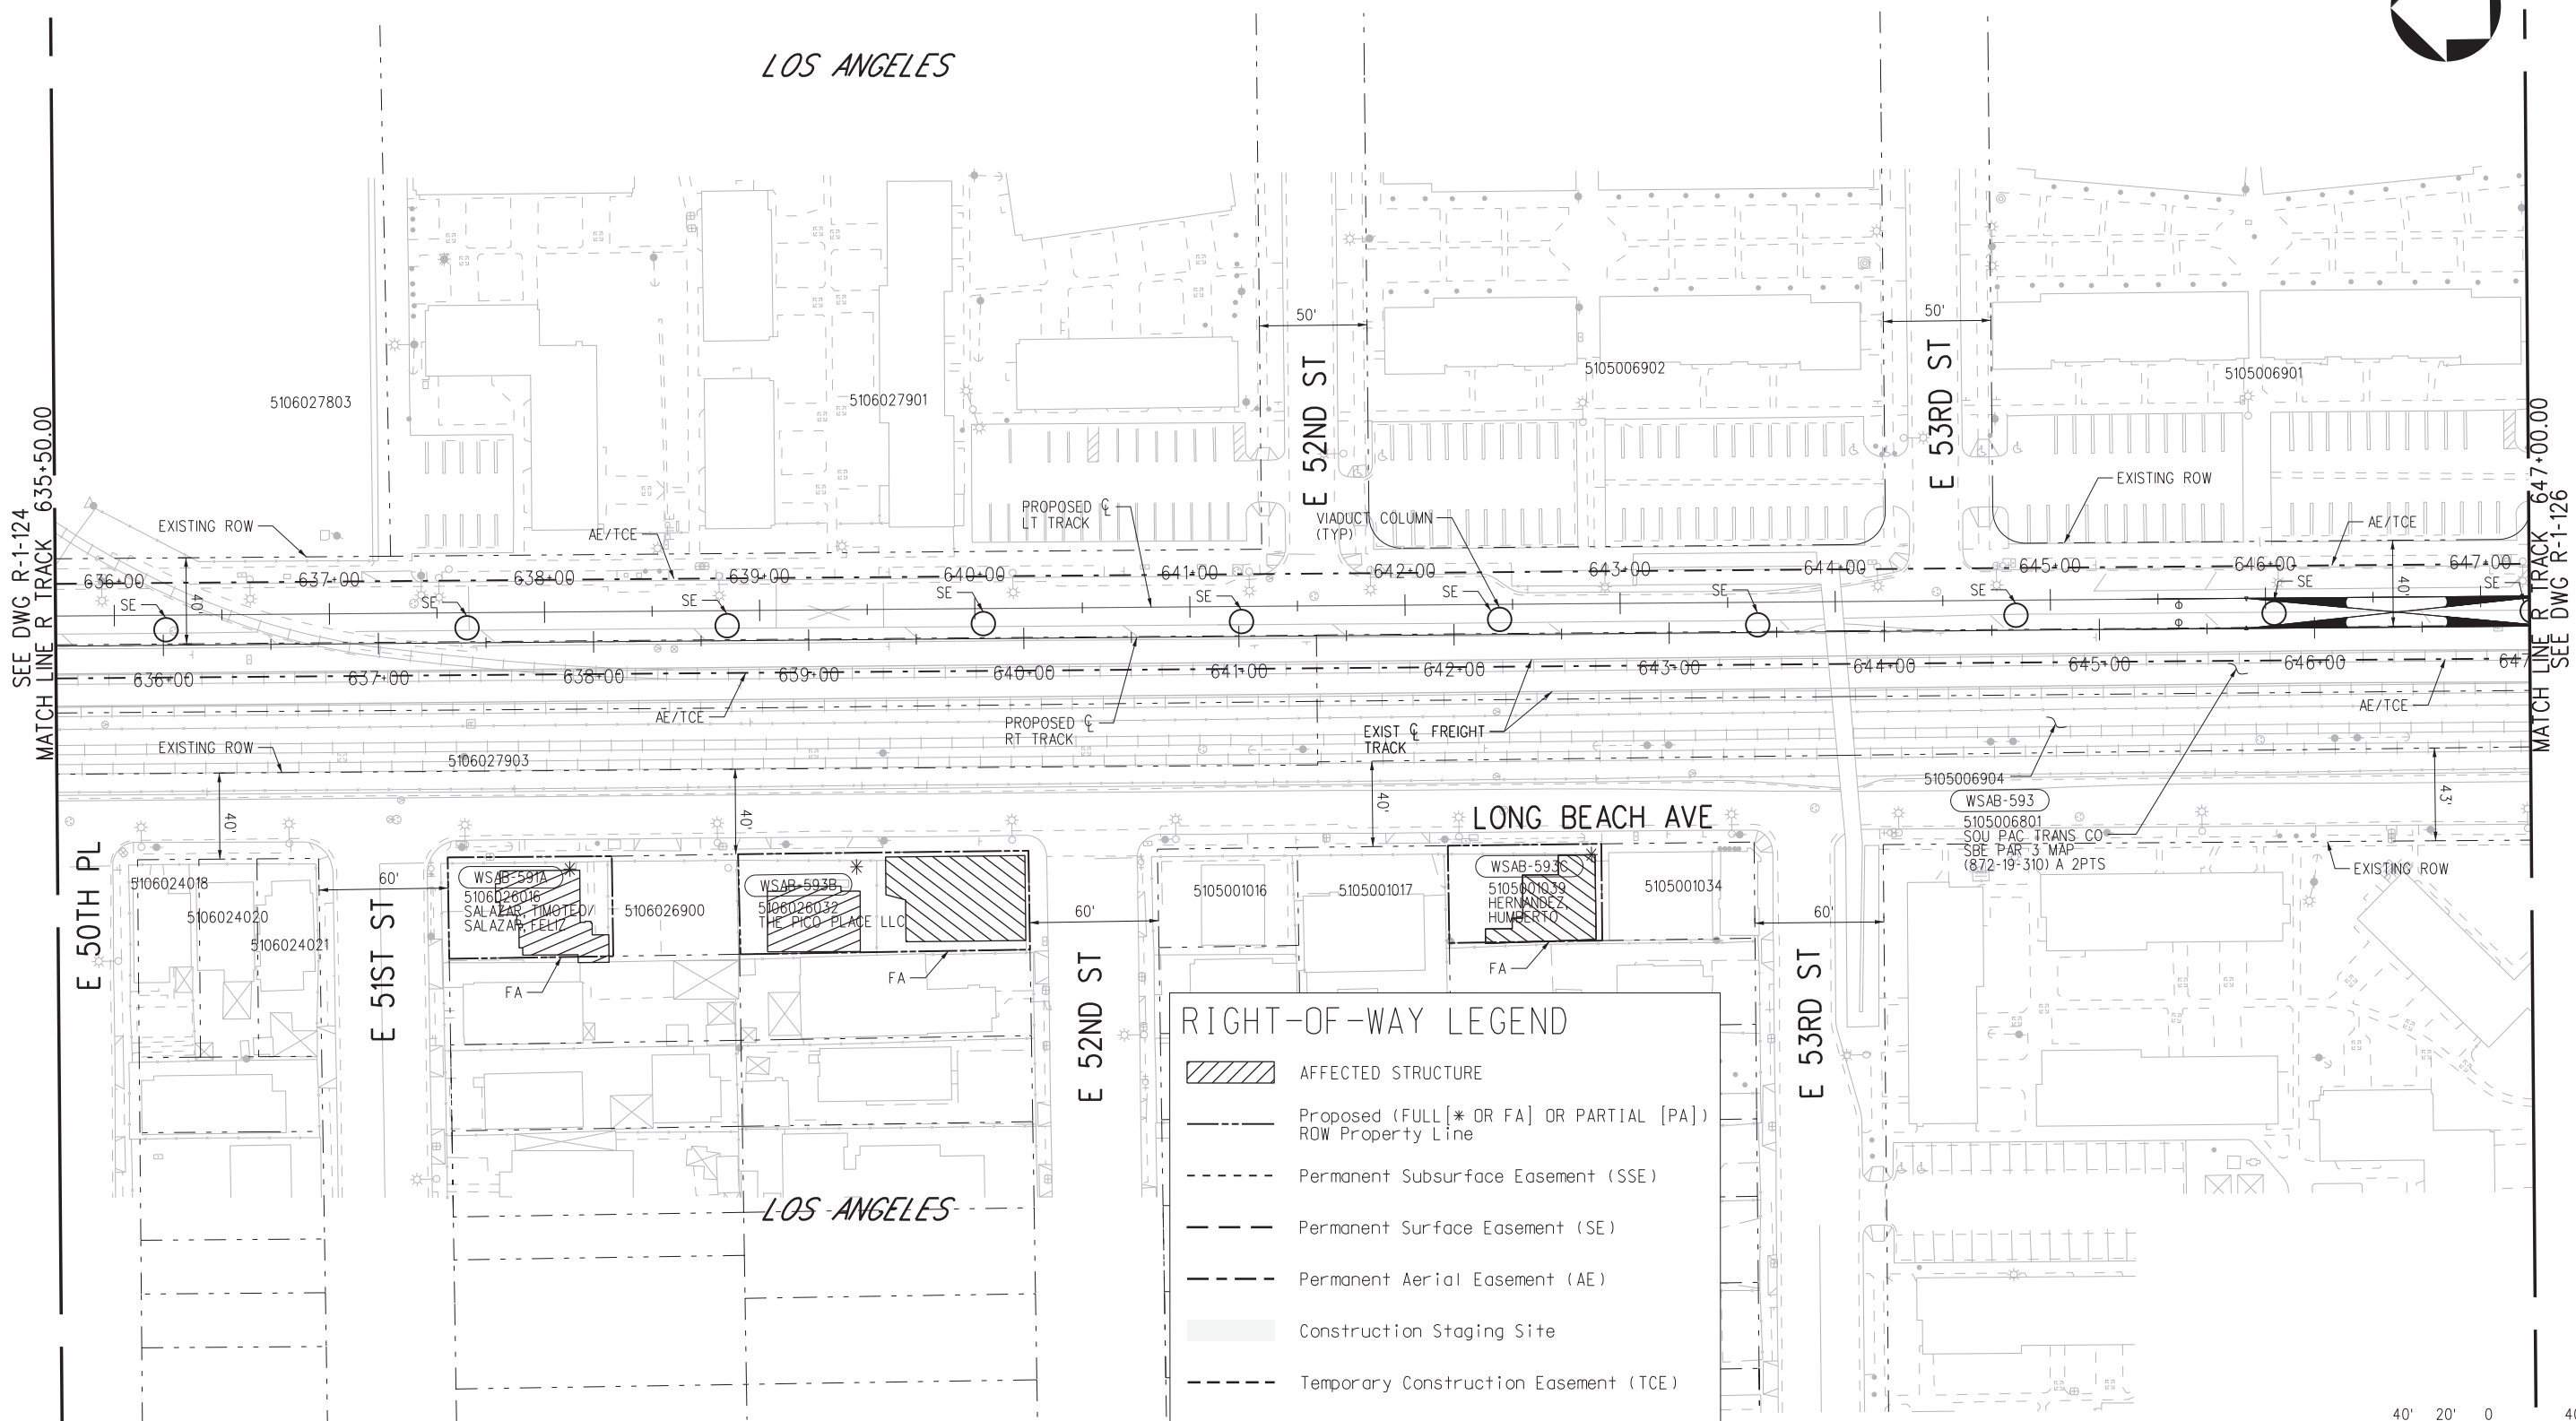 LOS ANGELES
50'
50'
E 52ND ST
E 53RD ST
5106027803
5106027901
5105006902
5105006901
SEE DWG R-1-124
MATCH LINE R TRACK 635+50.00
MATCH LINE R TRACK 647+00.00
SEE DWG R-1-126
EXISTING ROW
AE/TCE
PROPOSED ℄
LT TRACK
VIADUCT COLUMN
(TYP)
EXISTING ROW
AE/TCE
636+00
637+00
638+00
639+00
640+00
641+00
642+00
643+00
644+00
645+00
646+00
647+00
SE
40'
SE
SE
SE
SE
SE
SE
SE
SE
40'
SE
636+00
637+00
638+00
639+00
640+00
641+00
642+00
643+00
644+00
645+00
646+00
647
AE/TCE
PROPOSED ℄
RT TRACK
EXIST ℄ FREIGHT
TRACK
AE/TCE
EXISTING ROW
5106027903
5105006904
WSAB-593
5105006801
SOU PAC TRANS CO
SBE PAR 3 MAP
(872-19-310) A 2PTS
40'
40'
40'
43'
LONG BEACH AVE
EXISTING ROW
E 50TH PL
5106024018
5106024020
5106024021
60'
E 51ST ST
WSAB-591A
5106026016
SALAZAR, TIMOTEO/
SALAZAR, FELIZ
*
5106026900
WSAB-593B
5106026032
THE PICO PLACE LLC
*
60'
5105001016
5105001017
WSAB-593C
5105001039
HERNANDEZ,
HUMBERTO
*
5105001034
60'
FA
FA
FA
E 52ND ST
E 53RD ST
RIGHT-OF-WAY LEGEND
AFFECTED STRUCTURE
Proposed (FULL[* OR FA] OR PARTIAL [PA])
ROW Property Line
Permanent Subsurface Easement (SSE)
Permanent Surface Easement (SE)
Permanent Aerial Easement (AE)
Construction Staging Site
Temporary Construction Easement (TCE)
LOS ANGELES
40' 20' 0